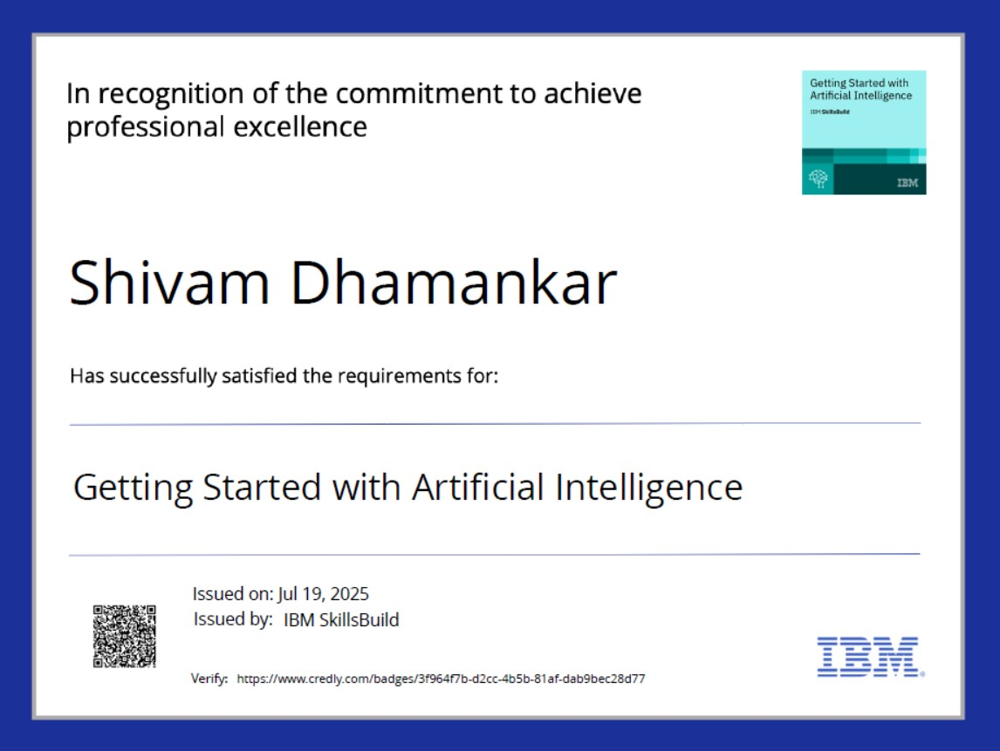 In recognition of the commitment to achieve
professional excellence
Getting Started with
Artificial Intelligence
IBM SkillsBuild
IBM
Shivam Dhamankar
Has successfully satisfied the requirements for:
Getting Started with Artificial Intelligence
Issued on: Jul 19, 2025
Issued by: IBM SkillsBuild
Verify: https://www.credly.com/badges/3f964f7b-d2cc-4b5b-81af-dab9bec28d77
IBM®